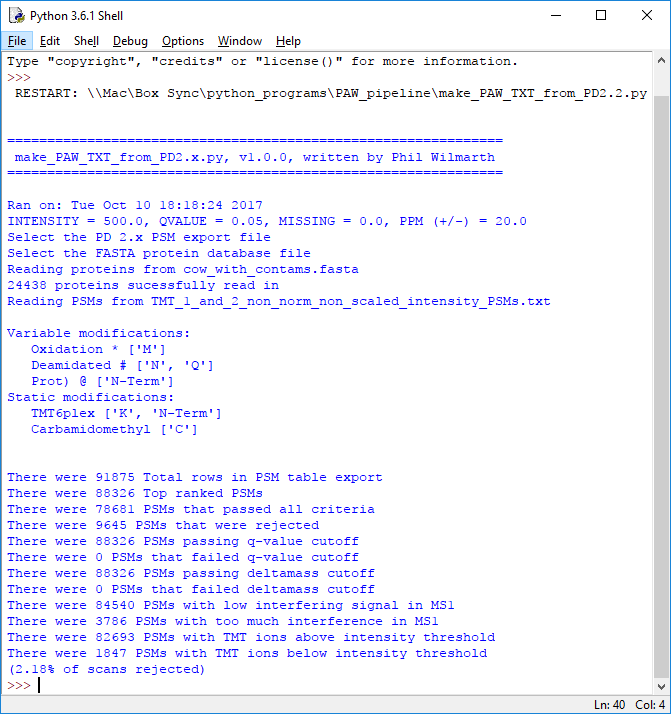 Python 3.6.1 Shell
File Edit Shell Debug Options Window Help
Type "copyright", "credits" or "license()" for more information.
>>>
RESTART: \\Mac\Box Sync\python_programs\PAW_pipeline\make_PAW_TXT_from_PD2.2.py
==============================================================
make_PAW_TXT_from_PD2.x.py, v1.0.0, written by Phil Wilmarth
==============================================================
Ran on: Tue Oct 10 18:18:24 2017
INTENSITY = 500.0, QVALUE = 0.05, MISSING = 0.0, PPM (+/-) = 20.0
Select the PD 2.x PSM export file
Select the FASTA protein database file
Reading proteins from cow_with_contams.fasta
24438 proteins sucessfully read in
Reading PSMs from TMT_1_and_2_non_norm_non_scaled_intensity_PSMs.txt
Variable modifications:
Oxidation * ['M']
Deamidated # ['N', 'Q']
Prot) @ ['N-Term']
Static modifications:
TMT6plex ['K', 'N-Term']
Carbamidomethyl ['C']
There were 91875 Total rows in PSM table export
There were 88326 Top ranked PSMs
There were 78681 PSMs that passed all criteria
There were 9645 PSMs that were rejected
There were 88326 PSMs passing q-value cutoff
There were 0 PSMs that failed q-value cutoff
There were 88326 PSMs passing deltamass cutoff
There were 0 PSMs that failed deltamass cutoff
There were 84540 PSMs with low interfering signal in MS1
There were 3786 PSMs with too much interference in MS1
There were 82693 PSMs with TMT ions above intensity threshold
There were 1847 PSMs with TMT ions below intensity threshold
(2.18% of scans rejected)
>>>
Ln: 40 Col: 4